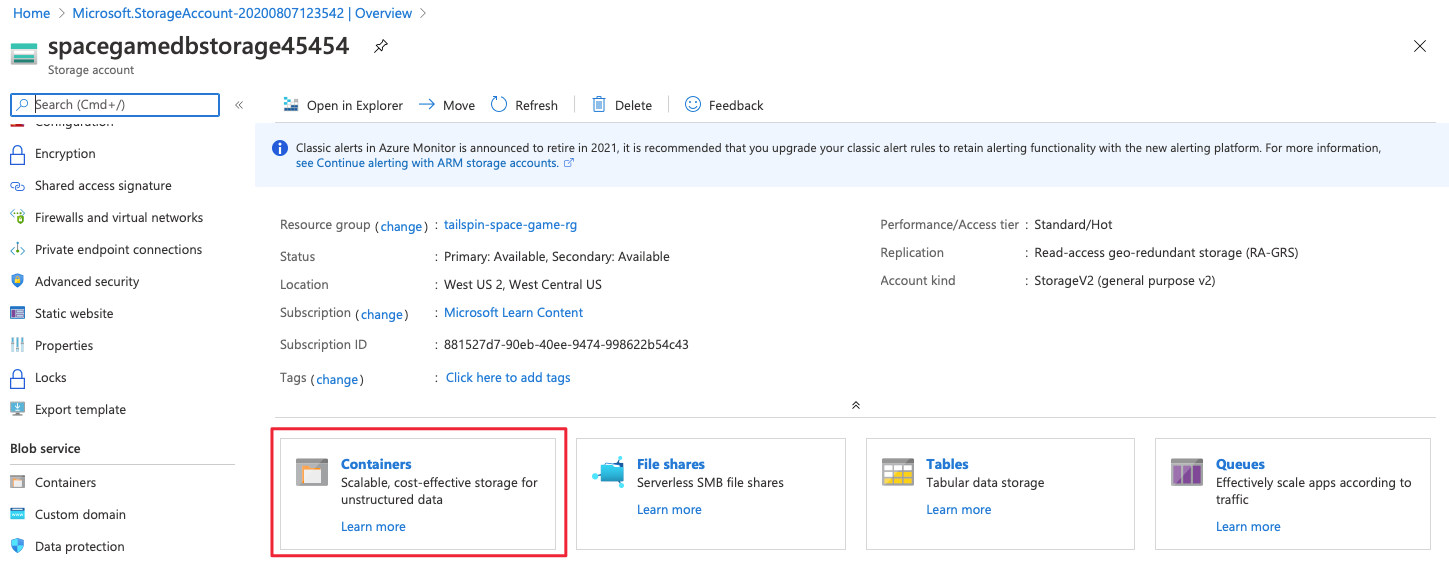 Home > Microsoft.StorageAccount-20200807123542 | Overview >
spacegamedbstorage45454
Storage account
Search (Cmd+/)
«
Open in Explorer
Move
Refresh
Delete
Feedback
Configuration
Encryption
Shared access signature
Firewalls and virtual networks
Private endpoint connections
Advanced security
Static website
Properties
Locks
Export template
Blob service
Containers
Custom domain
Data protection
Classic alerts in Azure Monitor is announced to retire in 2021, it is recommended that you upgrade your classic alert rules to retain alerting functionality with the new alerting platform. For more information,
see Continue alerting with ARM storage accounts.
Resource group (change) : tailspin-space-game-rg
Status : Primary: Available, Secondary: Available
Location : West US 2, West Central US
Subscription (change) : Microsoft Learn Content
Subscription ID : 881527d7-90eb-40ee-9474-998622b54c43
Tags (change) : Click here to add tags
Performance/Access tier : Standard/Hot
Replication : Read-access geo-redundant storage (RA-GRS)
Account kind : StorageV2 (general purpose v2)
Containers
Scalable, cost-effective storage for
unstructured data
Learn more
File shares
Serverless SMB file shares
Learn more
Tables
Tabular data storage
Learn more
Queues
Effectively scale apps according to
traffic
Learn more